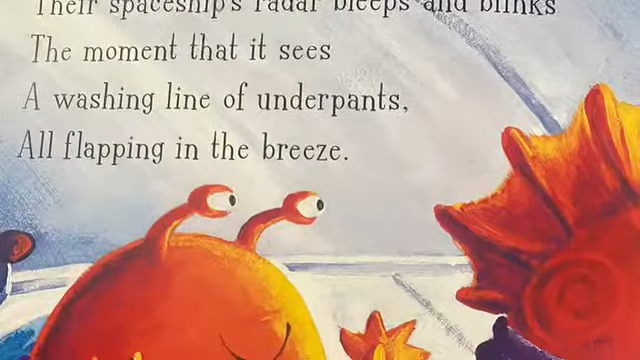 Their spaceship's radar bleeps and blinks
The moment that it sees
A washing line of underpants,
All flapping in the breeze.